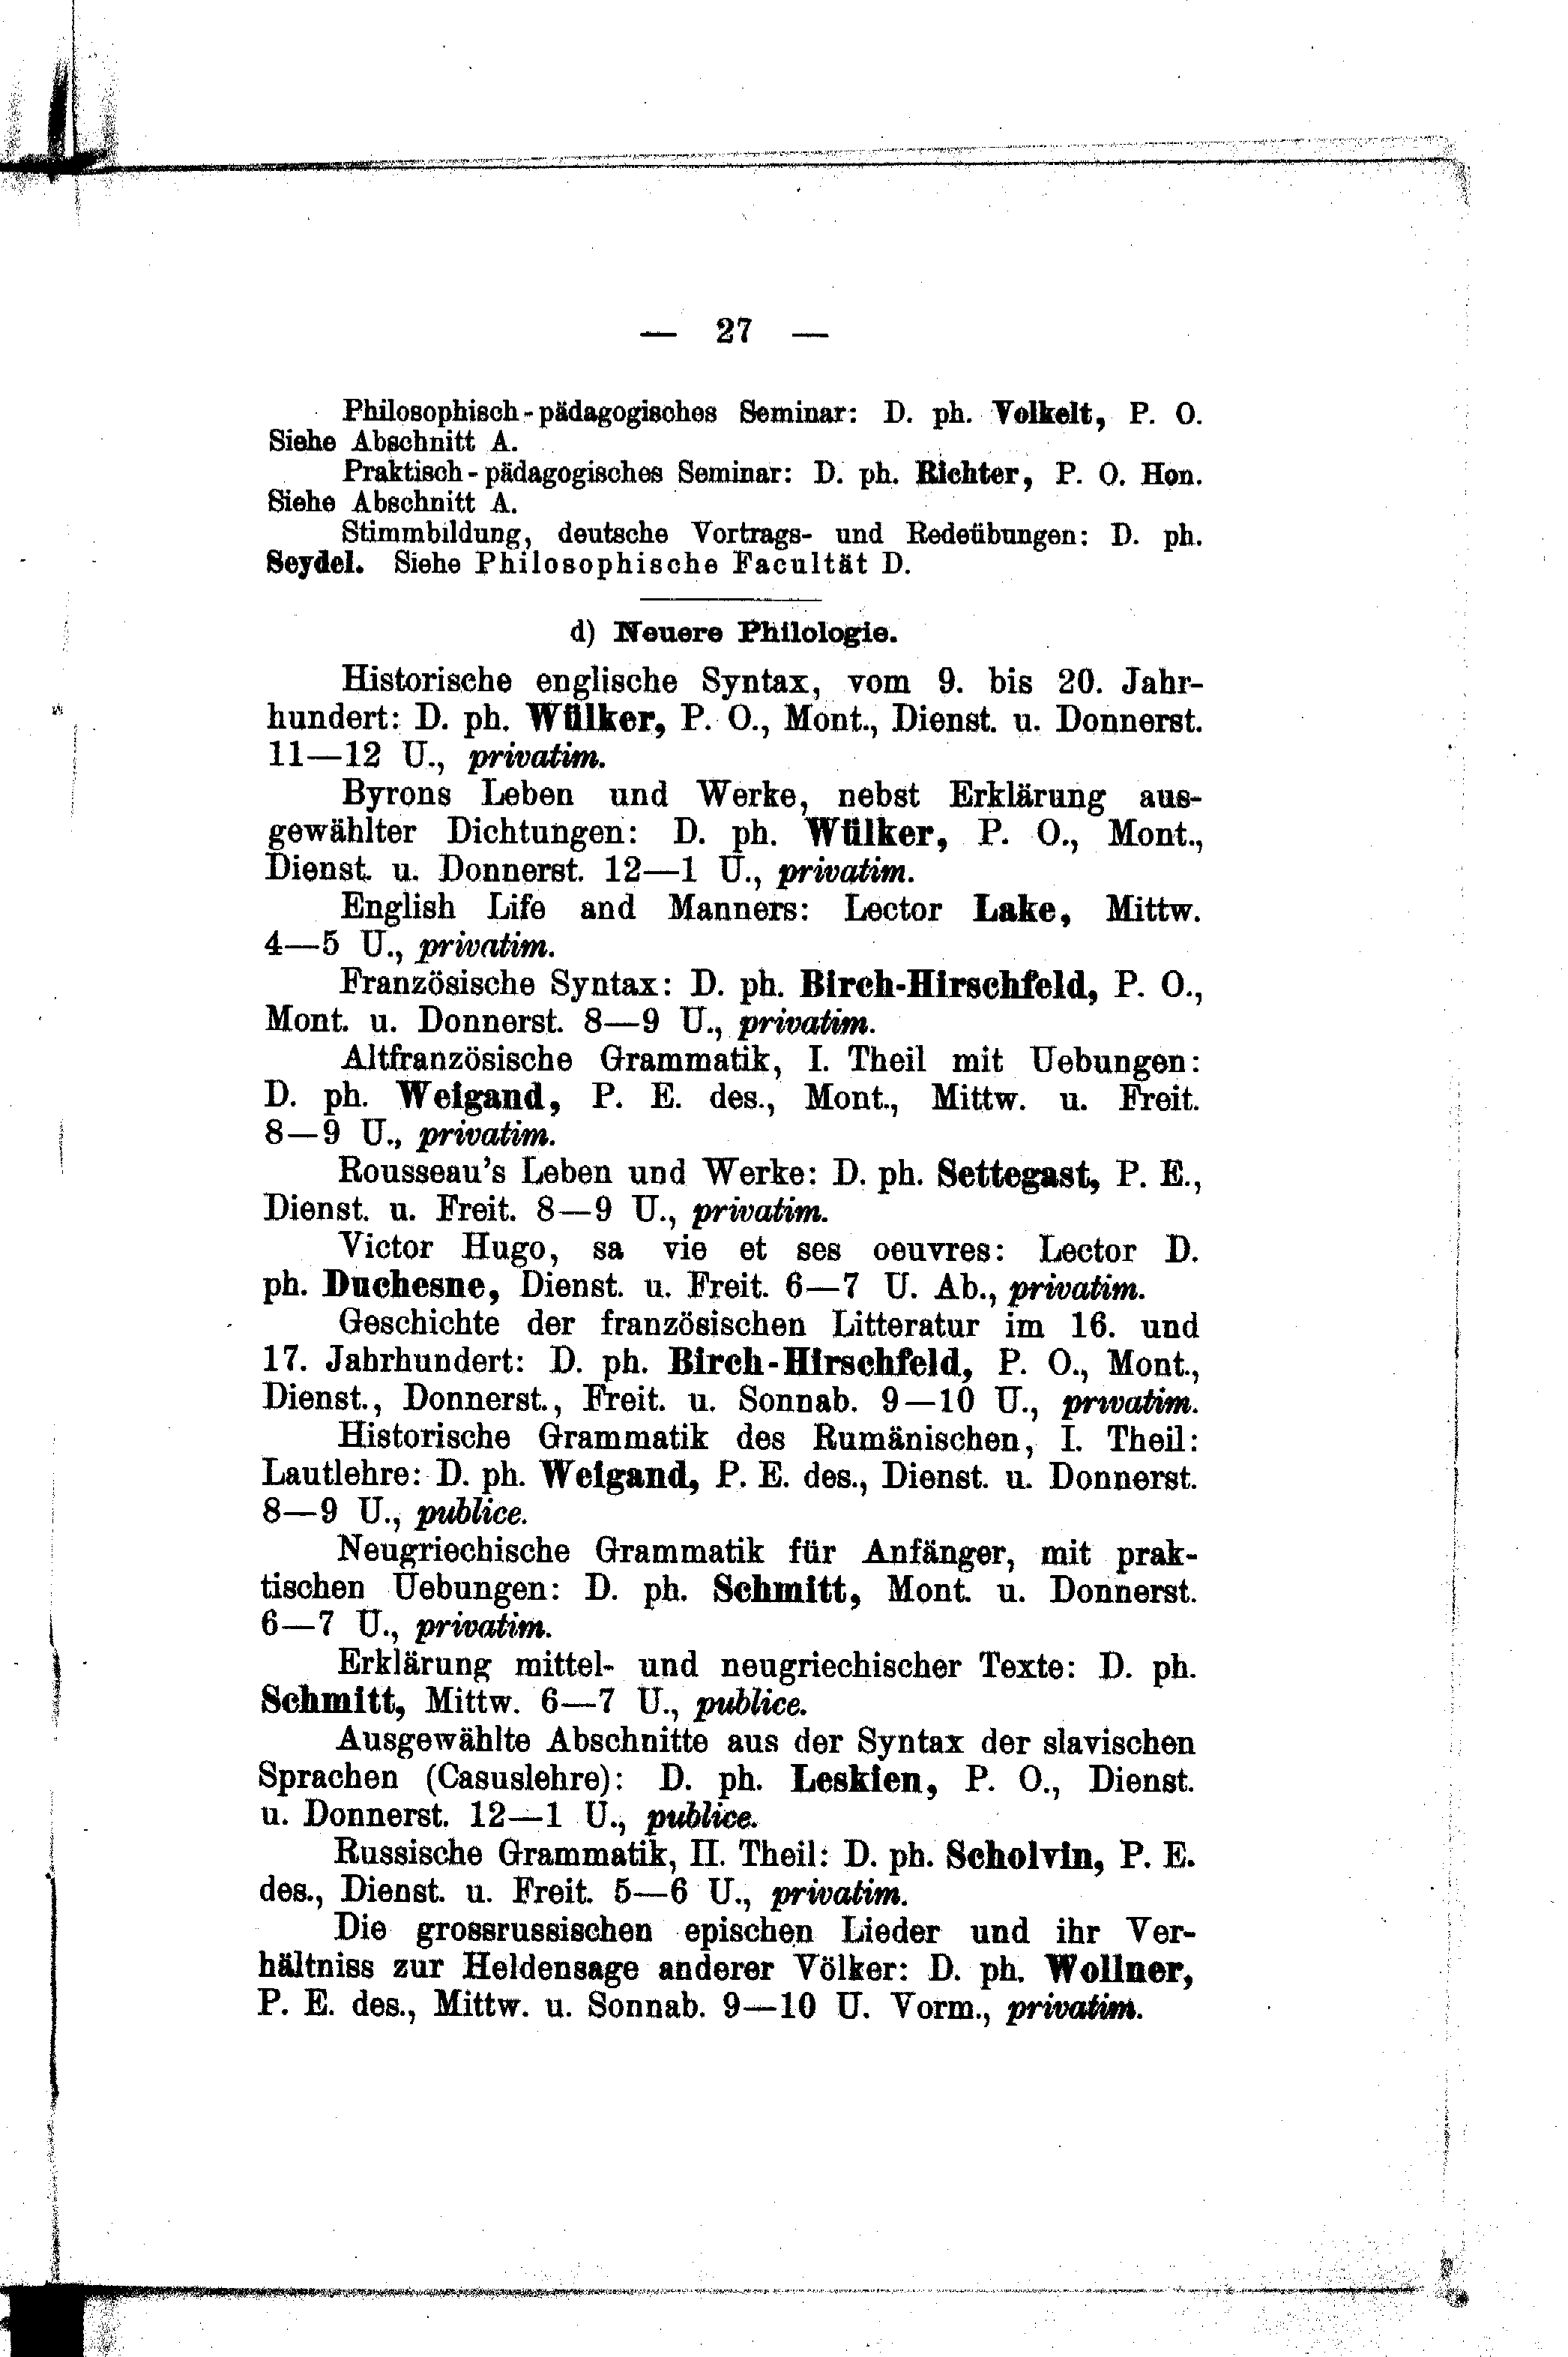 — 27 —
Philosophisch-pädagogisches Seminar: D. ph. Volkelt, P. O.
Siehe Abschnitt A.
Praktisch-pädagogisches Seminar: D. ph. Richter, P. O. Hon.
Siehe Abschnitt A.
Stimmbildung, deutsche Vortrags- und Redeübungen: D. ph.
Seydel. Siehe Philosophische Facultät D.
d) Neuere Philologie.
Historische englische Syntax, vom 9. bis 20. Jahr-
hundert: D. ph. Wülker, P. O., Mont., Dienst. u. Donnerst.
11—12 U., privatim.
Byrons Leben und Werke, nebst Erklärung aus-
gewählter Dichtungen: D. ph. Wülker, P. O., Mont.,
Dienst. u. Donnerst. 12—1 U., privatim.
English Life and Manners: Lector Lake, Mittw.
4—5 U., privatim.
Französische Syntax: D. ph. Birch-Hirschfeld, P. O.,
Mont. u. Donnerst. 8—9 U., privatim.
Altfranzösische Grammatik, I. Theil mit Uebungen:
D. ph. Weigand, P. E. des., Mont., Mittw. u. Freit.
8—9 U., privatim.
Rousseau's Leben und Werke: D. ph. Settegast, P. E.,
Dienst. u. Freit. 8—9 U., privatim.
Victor Hugo, sa vie et ses oeuvres: Lector D.
ph. Duchesne, Dienst. u. Freit. 6—7 U. Ab., privatim.
Geschichte der französischen Litteratur im 16. und
17. Jahrhundert: D. ph. Birch-Hirschfeld, P. O., Mont.,
Dienst., Donnerst., Freit. u. Sonnab. 9—10 U., privatim.
Historische Grammatik des Rumänischen, I. Theil:
Lautlehre: D. ph. Weigand, P. E. des., Dienst. u. Donnerst.
8—9 U., publice.
Neugriechische Grammatik für Anfänger, mit prak-
tischen Uebungen: D. ph. Schmitt, Mont. u. Donnerst.
6—7 U., privatim.
Erklärung mittel- und neugriechischer Texte: D. ph.
Schmitt, Mittw. 6—7 U., publice.
Ausgewählte Abschnitte aus der Syntax der slavischen
Sprachen (Casuslehre): D. ph. Leskien, P. O., Dienst.
u. Donnerst. 12—1 U., publice.
Russische Grammatik, II. Theil: D. ph. Scholvin, P. E.
des., Dienst. u. Freit. 5—6 U., privatim.
Die grossrussischen epischen Lieder und ihr Ver-
hältniss zur Heldensage anderer Völker: D. ph. Wollner,
P. E. des., Mittw. u. Sonnab. 9—10 U. Vorm., privatim.